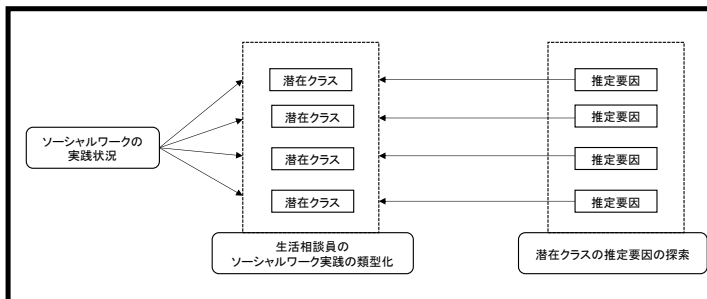 潜在クラス
推定要因
潜在クラス
推定要因
ソーシャルワークの
実践状況
潜在クラス
推定要因
潜在クラス
推定要因
生活相談員の
ソーシャルワーク実践の類型化
潜在クラスの推定要因の探索